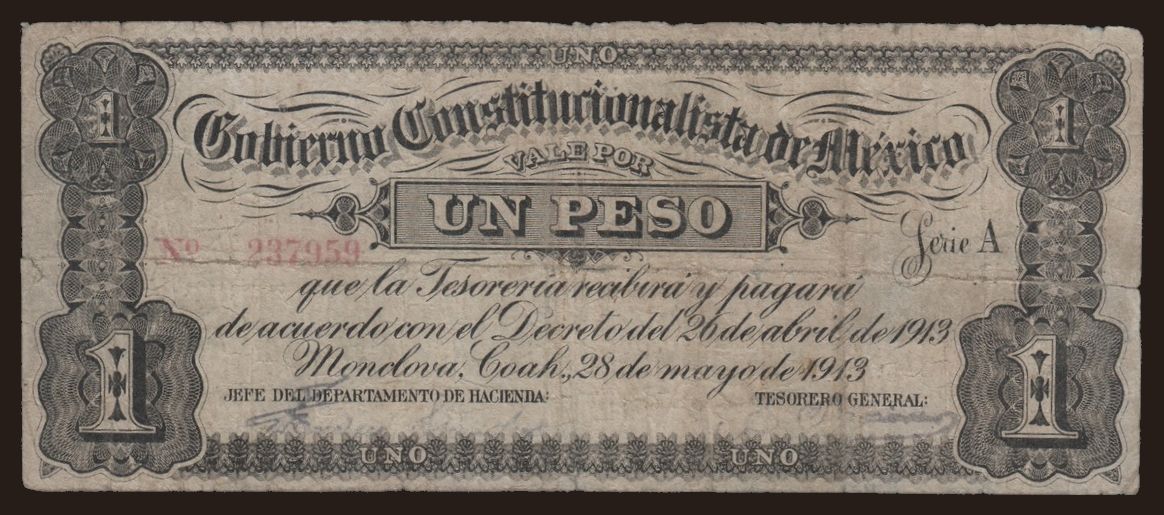 UNO
1 1
Gobierno Constitucionalista de México
VALE POR
UN PESO
Serie A
Nº 237959
que la Tesorería recibirá y pagará
de acuerdo con el Decreto del 26 de abril de 1913
Monclova, Coah., 28 de mayo de 1913
JEFE DEL DEPARTAMENTO DE HACIENDA: TESORERO GENERAL:
1 1
UNO UNO